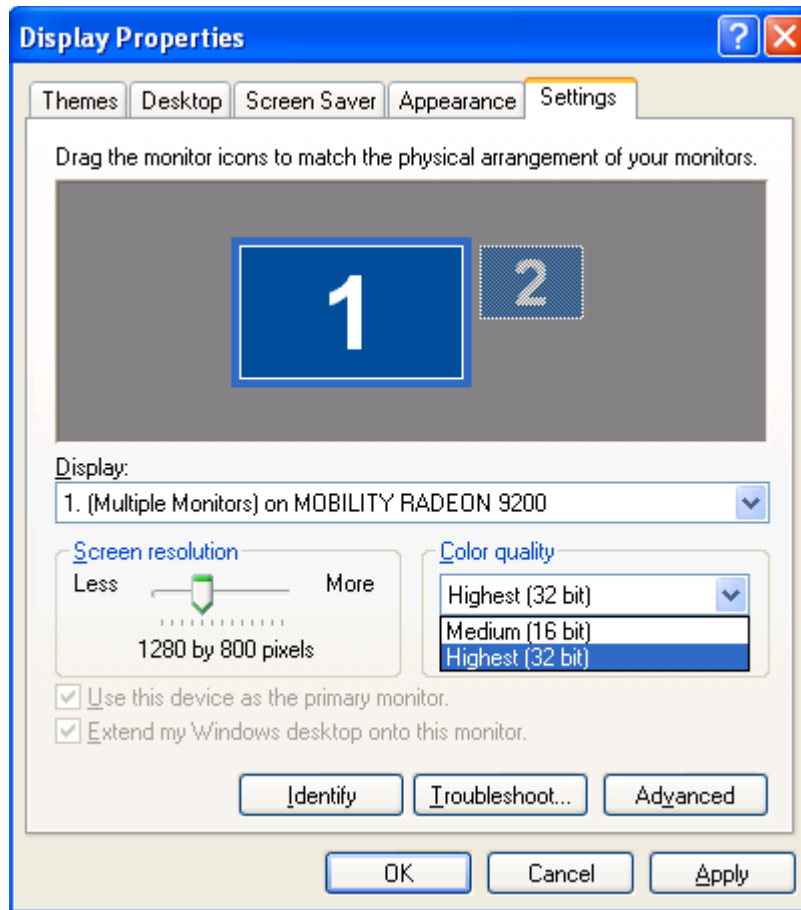 Display Properties
Themes Desktop Screen Saver Appearance Settings
Drag the monitor icons to match the physical arrangement of your monitors.
1 2
Display:
1. (Multiple Monitors) on MOBILITY RADEON 9200
Screen resolution
Less More
1280 by 800 pixels
Color quality
Highest (32 bit)
Medium (16 bit)
Highest (32 bit)
Use this device as the primary monitor.
Extend my Windows desktop onto this monitor.
Identify Troubleshoot... Advanced
OK Cancel Apply